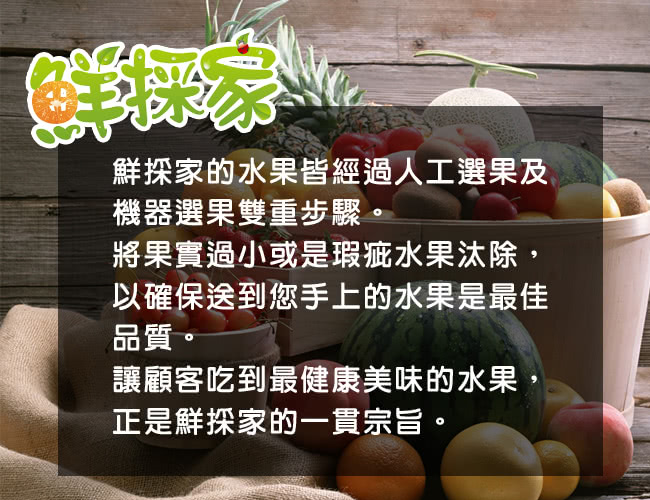 鮮採家
鮮採家的水果皆經過人工選果及
機器選果雙重步驟。
將果實過小或是瑕疵水果汰除，
以確保送到您手上的水果是最佳
品質。
讓顧客吃到最健康美味的水果，
正是鮮採家的一貫宗旨。